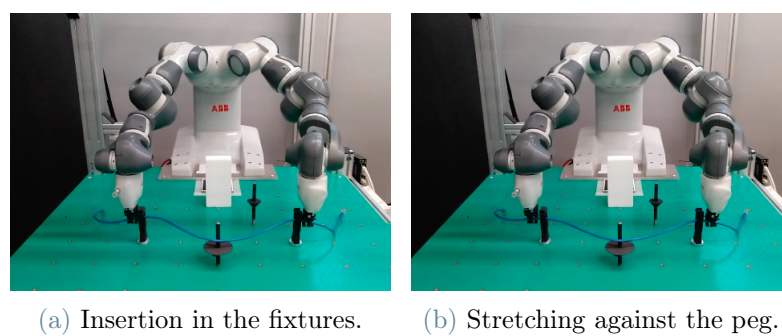 ABB
ABB
(a) Insertion in the fixtures.
(b) Stretching against the peg.